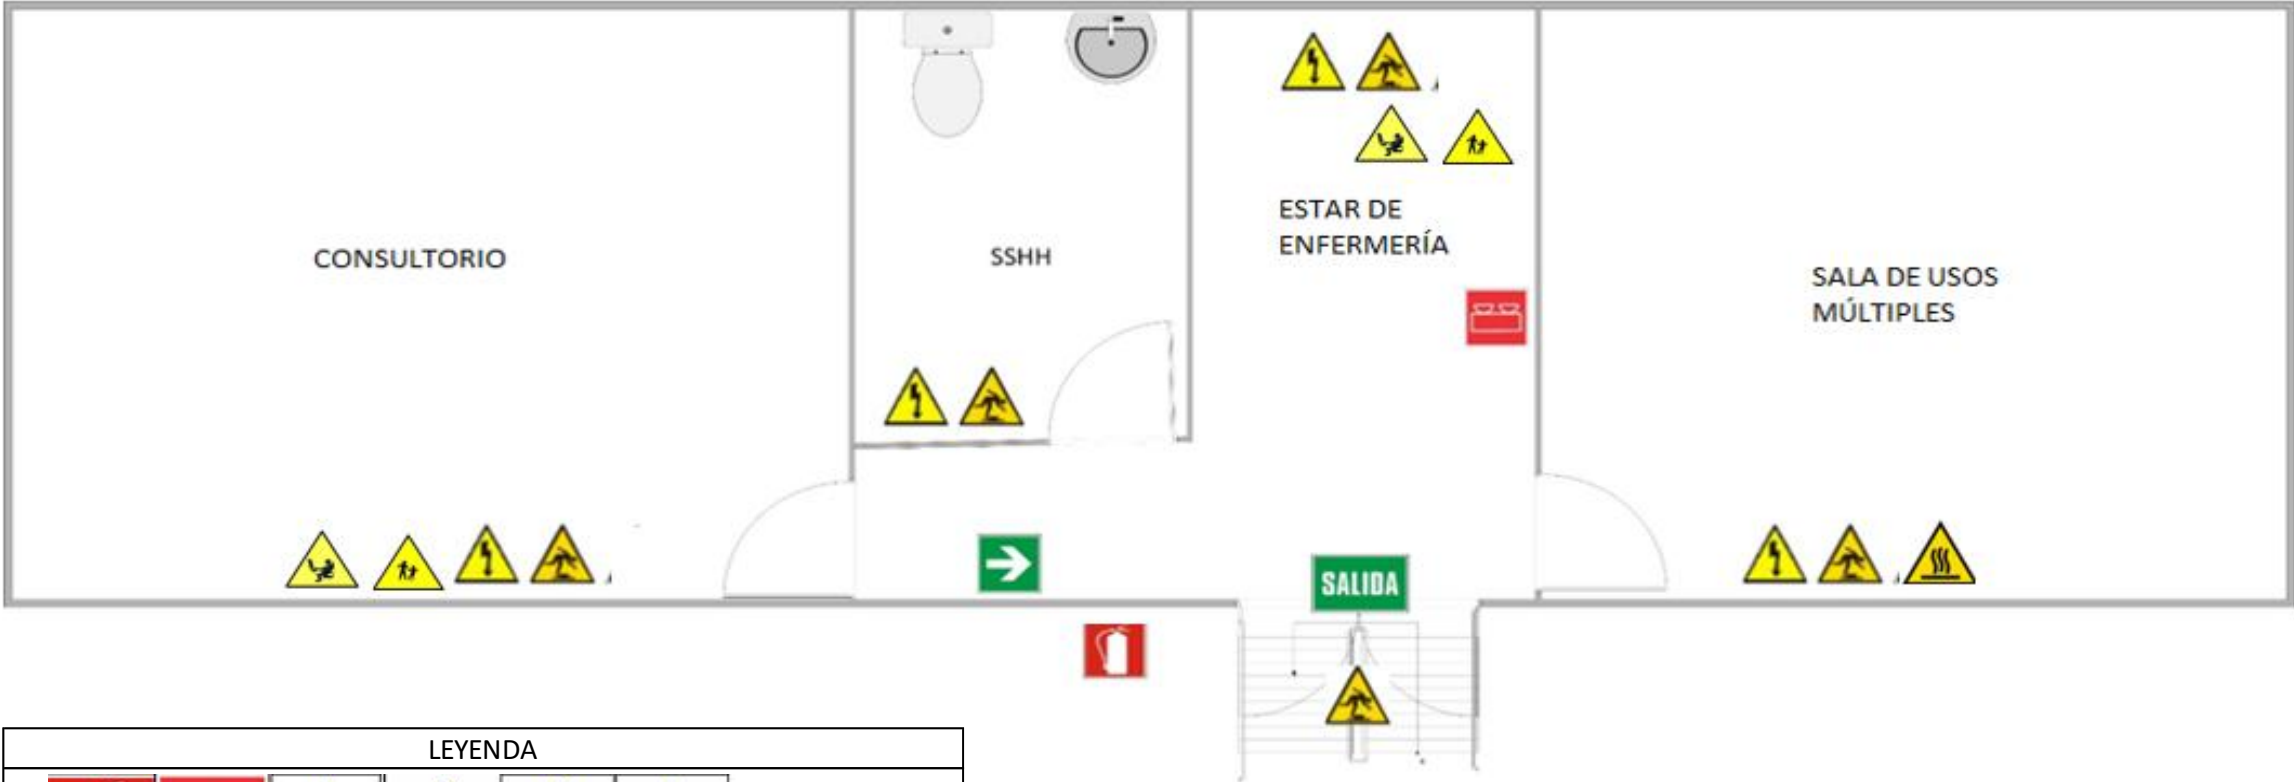 CONSULTORIO
SSHH
ESTAR DE
ENFERMERÍA
SALA DE USOS
MÚLTIPLES
SALIDA
LEYENDA